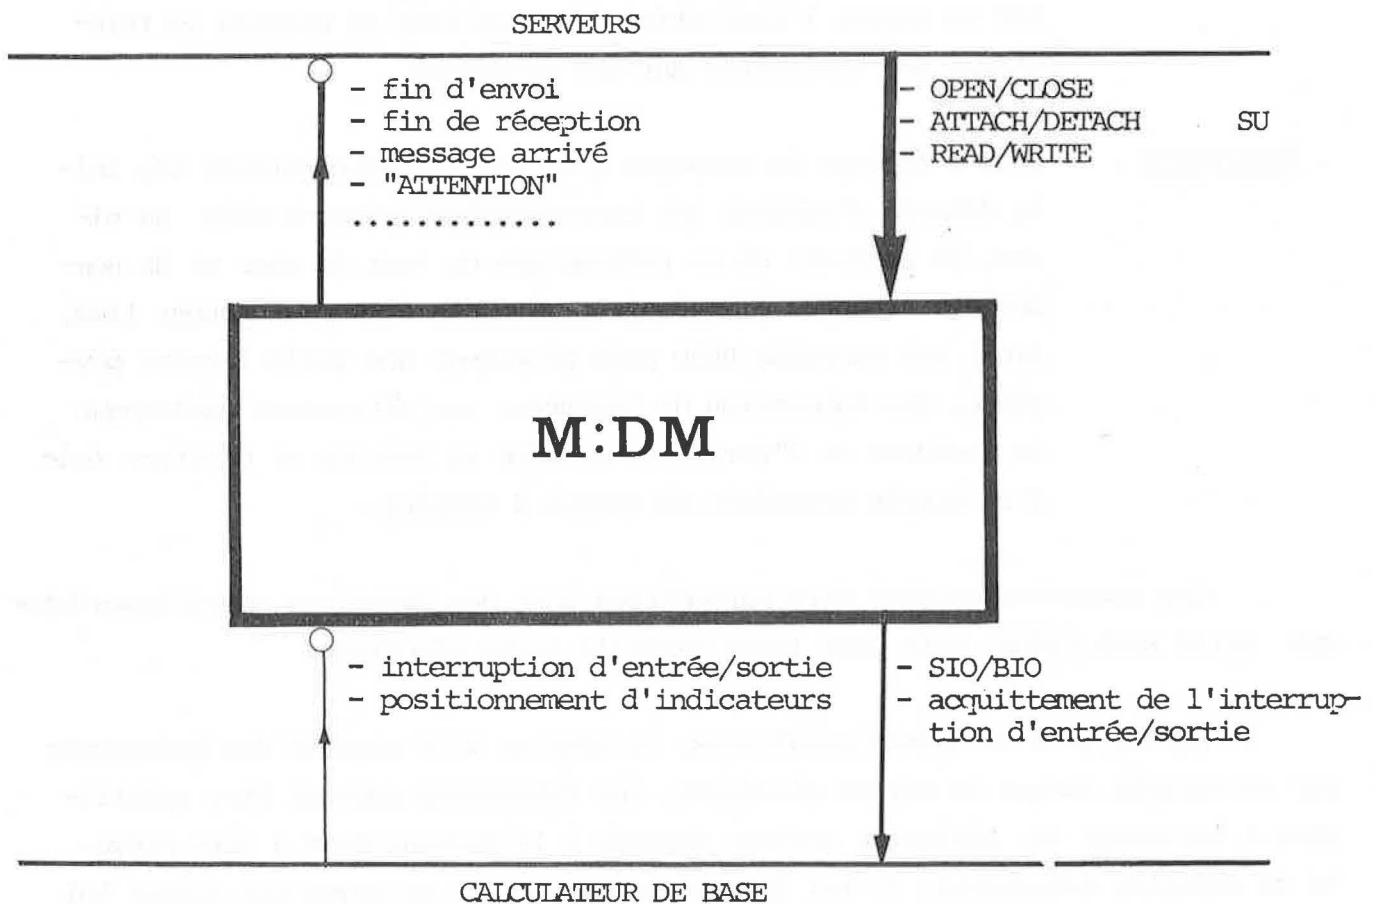 SERVEURS
- fin d'envoi
- fin de réception
- message arrivé
- "ATTENTION"
.............
- OPEN/CLOSE
- ATTACH/DETACH SU
- READ/WRITE
M:DM
- interruption d'entrée/sortie
- positionnement d'indicateurs
- SIO/BIO
- acquittement de l'interrup-
tion d'entrée/sortie
CALCULATEUR DE BASE